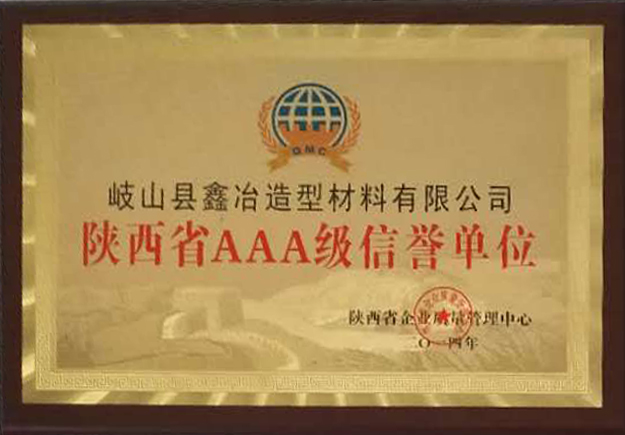 QMC
岐山县鑫冶造型材料有限公司
陕西省AAA级信誉单位
陕西省企业质量管理中心
二〇一四年